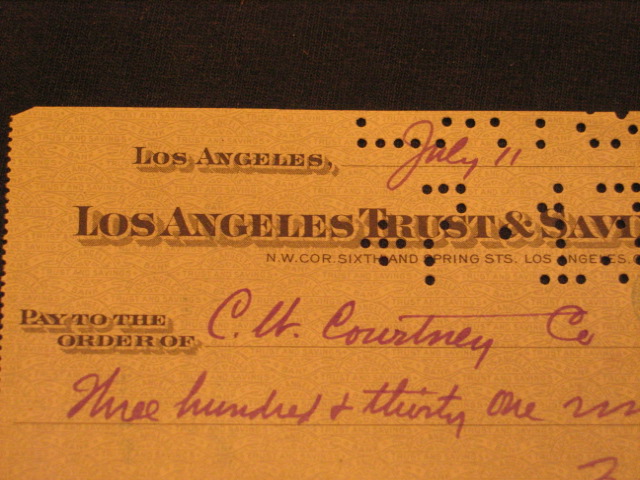 Los Angeles, July 11
Los Angeles Trust & Savi
N.W. COR. SIXTH AND SPRING STS. LOS ANGELES, C
Pay to the
order of C. W. Courtney Co
Three hundred & thirty one